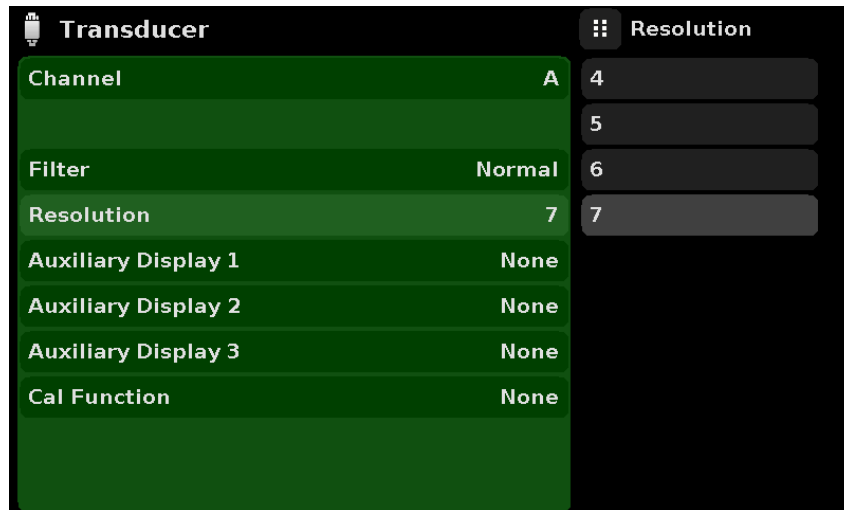 Transducer
Channel A
Filter Normal
Resolution 7
Auxiliary Display 1 None
Auxiliary Display 2 None
Auxiliary Display 3 None
Cal Function None
Resolution
4
5
6
7